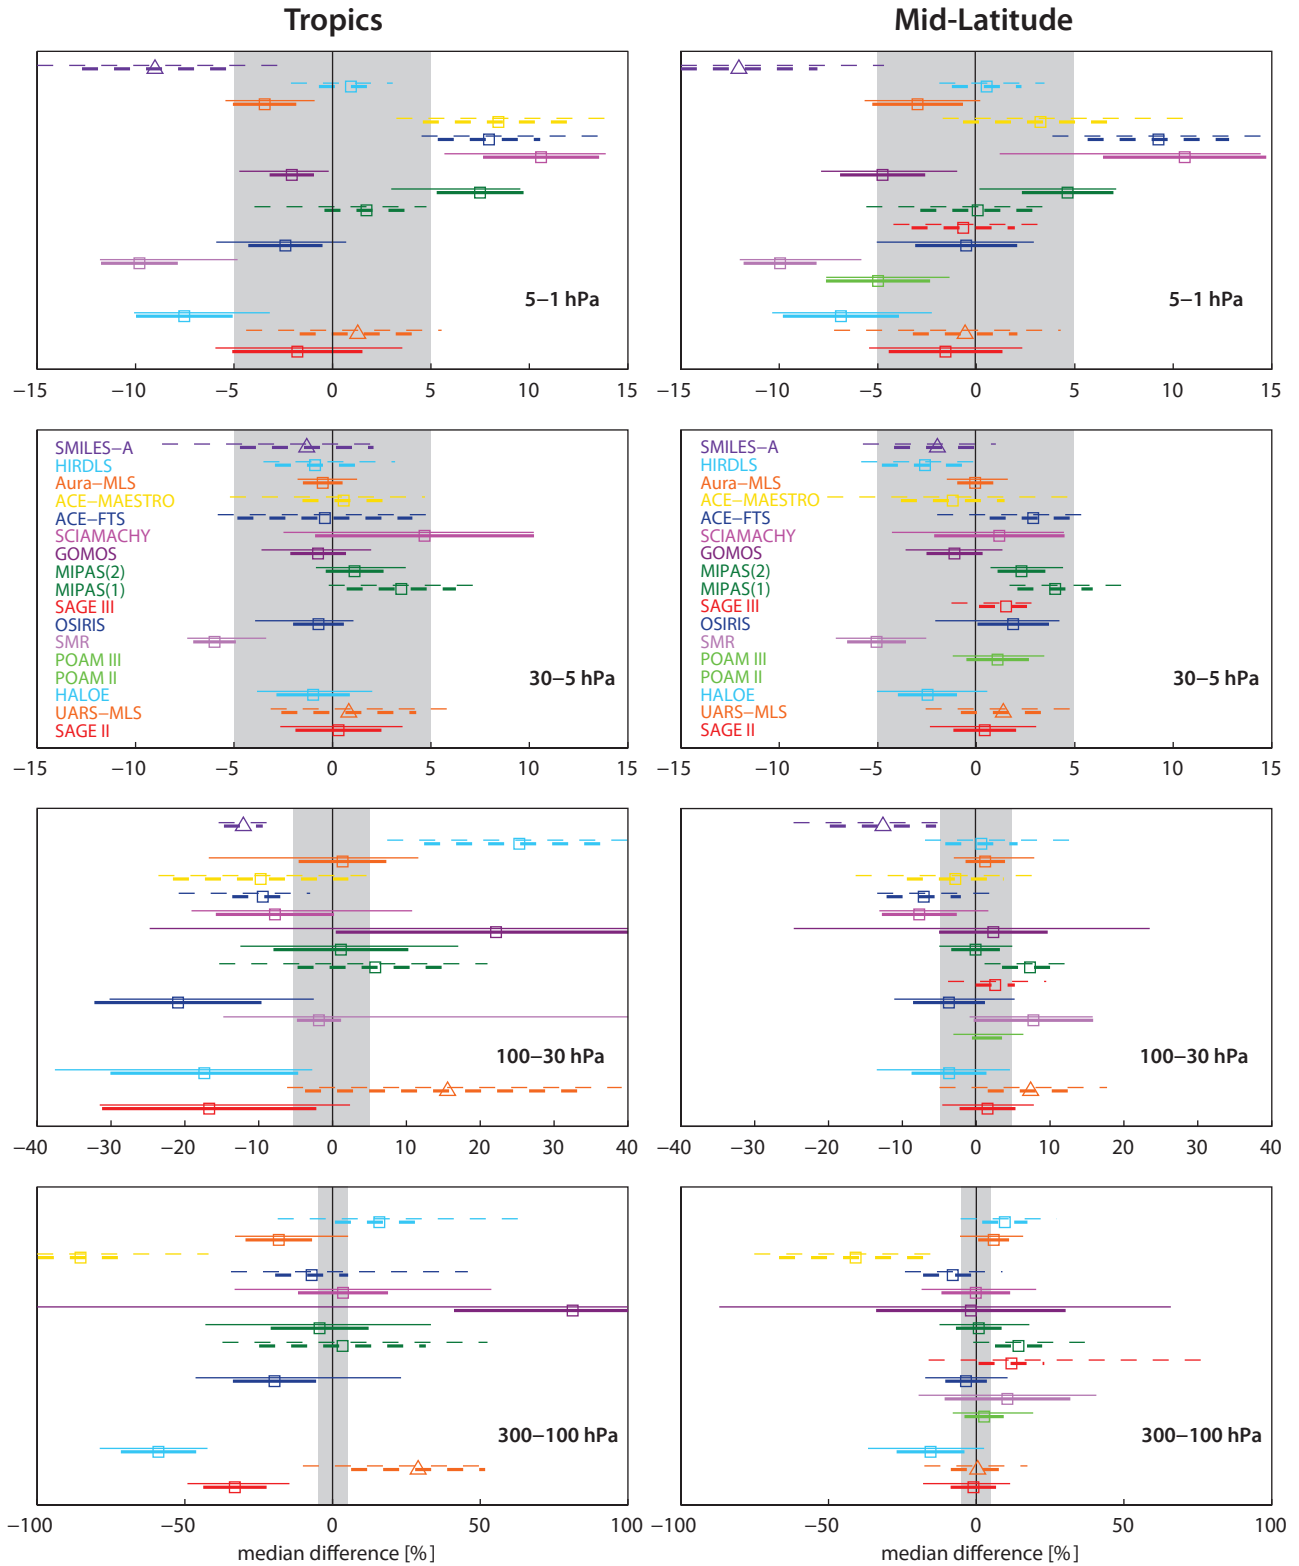 Tropics Mid-Latitude
5−1 hPa 5−1 hPa
−15 −10 −5 0 5 10 15 −15 −10 −5 0 5 10 15
SMILES−A SMILES−A
HIRDLS HIRDLS
Aura−MLS Aura−MLS
ACE−MAESTRO ACE−MAESTRO
ACE−FTS ACE−FTS
SCIAMACHY SCIAMACHY
GOMOS GOMOS
MIPAS(2) MIPAS(2)
MIPAS(1) MIPAS(1)
SAGE III SAGE III
OSIRIS OSIRIS
SMR SMR
POAM III POAM III
POAM II 30−5 hPa POAM II 30−5 hPa
HALOE HALOE
UARS−MLS UARS−MLS
SAGE II SAGE II
−15 −10 −5 0 5 10 15 −15 −10 −5 0 5 10 15
100−30 hPa 100−30 hPa
−40 −30 −20 −10 0 10 20 30 40 −40 −30 −20 −10 0 10 20 30 40
300−100 hPa 300−100 hPa
−100 −50 0 50 100 −100 −50 0 50 100
median difference [%] median difference [%]